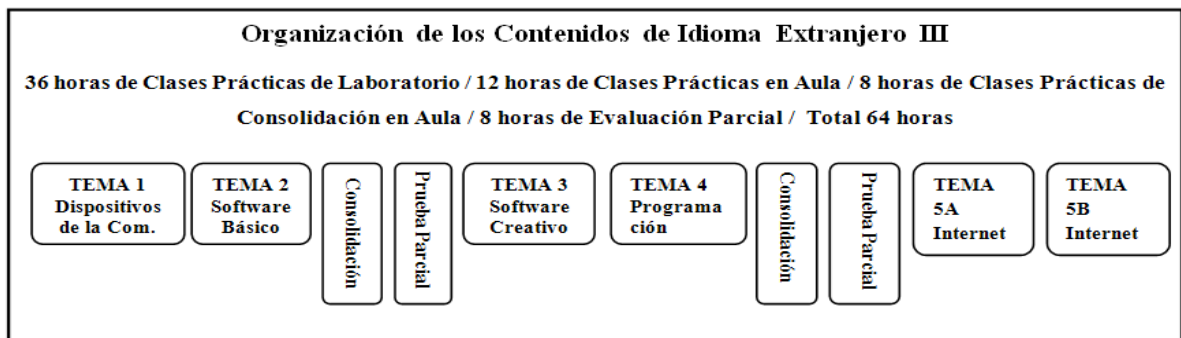 Organización de los Contenidos de Idioma Extranjero III
36 horas de Clases Prácticas de Laboratorio / 12 horas de Clases Prácticas en Aula / 8 horas de Clases Prácticas de
Consolidación en Aula / 8 horas de Evaluación Parcial / Total 64 horas
TEMA 1
Dispositivos
de la Com.
TEMA 2
Software
Básico
Consolidación
Prueba Parcial
TEMA 3
Software
Creativo
TEMA 4
Programa
ción
Consolidación
Prueba Parcial
TEMA
5A
Internet
TEMA
5B
Internet